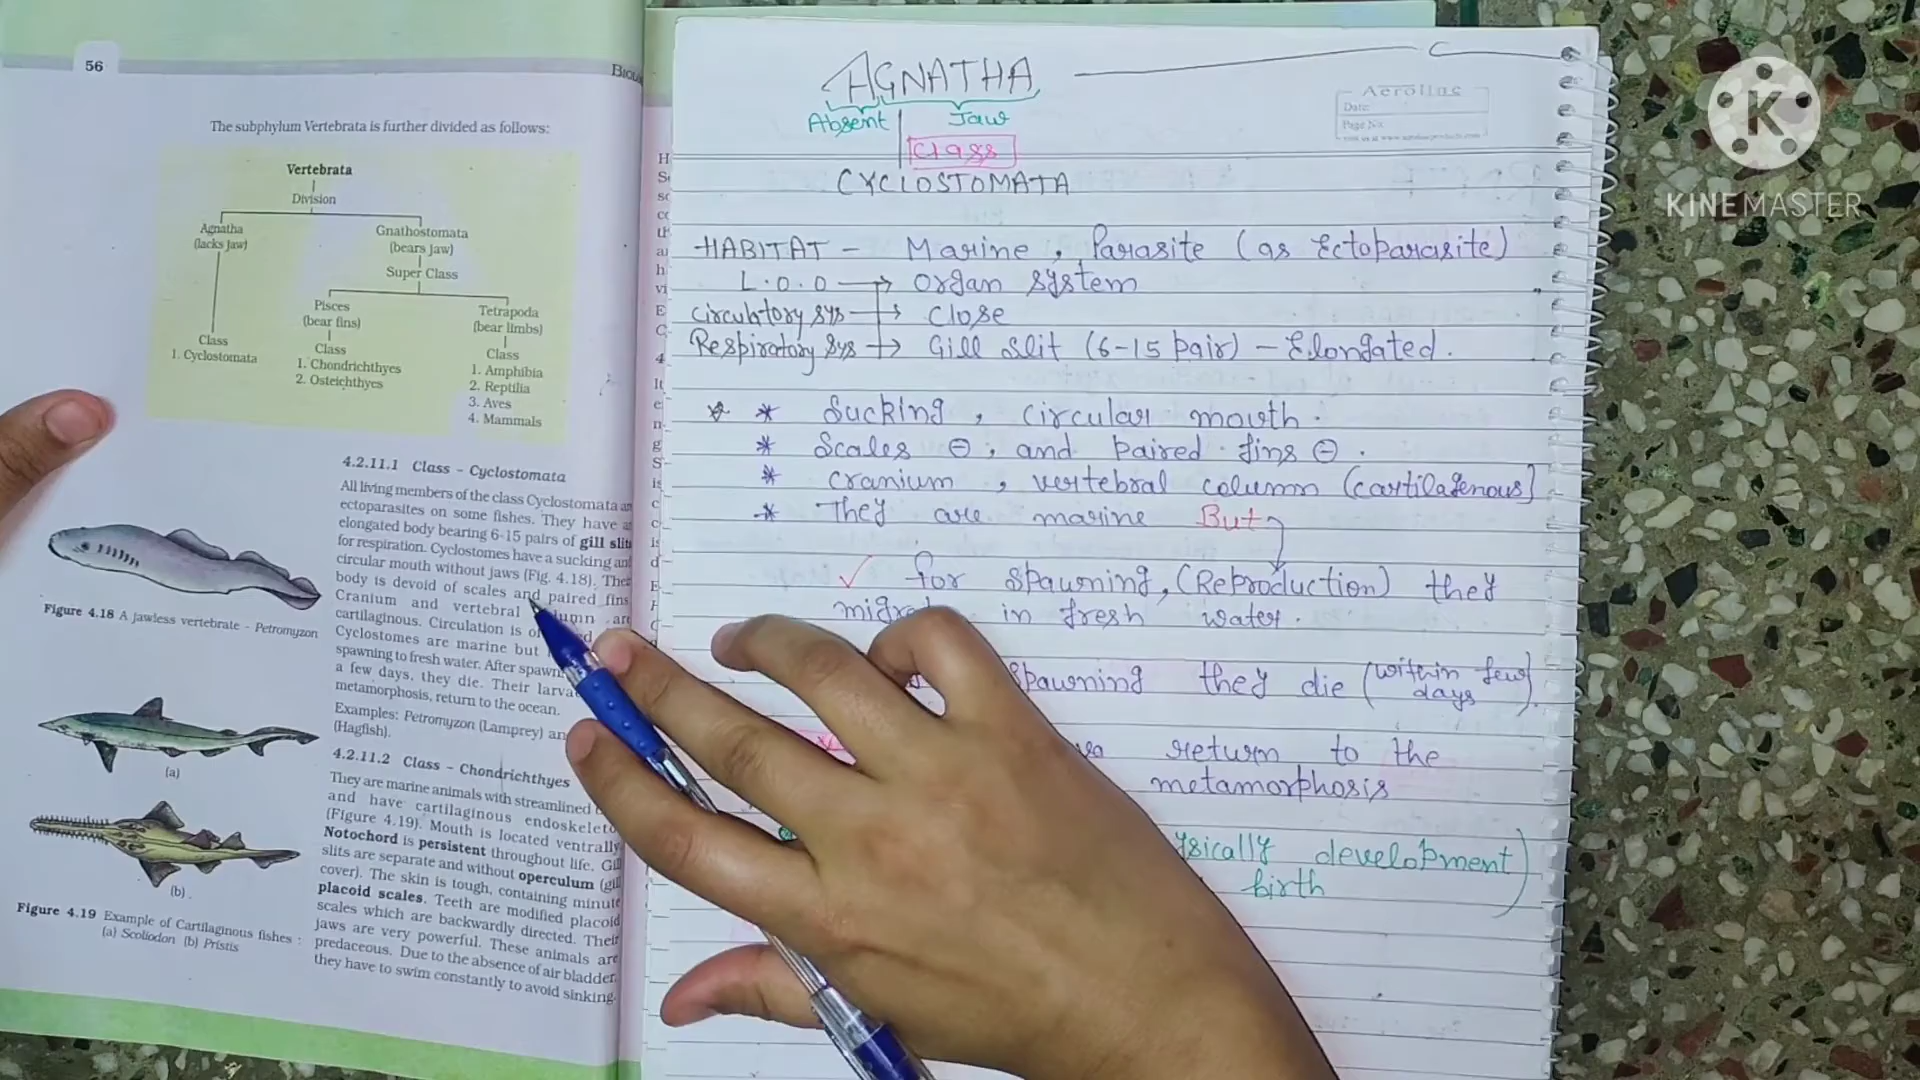 56
BIOL
The subphylum Vertebrata is further divided as follows:
Vertebrata
Division
Agnatha
(lacks jaw)
Gnathostomata
(bears jaw)
Super Class
Pisces
(bear fins)
Tetrapoda
(bear limbs)
Class
1. Cyclostomata
Class
1. Chondrichthyes
2. Osteichthyes
Class
1. Amphibia
2. Reptilia
3. Aves
4. Mammals
4.2.11.1 Class – Cyclostomata
All living members of the class Cyclostomata
ectoparasites on some fishes. They have
elongated body bearing 6-15 pairs of gill slits
for respiration. Cyclostomes have a sucking
circular mouth without jaws (Fig. 4.18).
body is devoid of scales and paired fins
Cranium and vertebral
cartilaginous. Circulation is of
Cyclostomes are marine but
spawning to fresh water. After
a few days, they die. Their
metamorphosis, return to the ocean.
Examples: Petromyzon (Lamprey)
(Hagfish).
Figure 4.18 A jawless vertebrate - Petromyzon
(a)
(b)
Figure 4.19 Example of Cartilaginous fishes :
(a) Scoliodon (b) Pristis
4.2.11.2 Class – Chondrichthyes
They are marine animals with streamlined
and have cartilaginous
(Figure 4.19). Mouth is located ventrally
Notochord is persistent throughout life.
slits are separate and without operculum (gill
cover). The skin is tough, containing minute
placoid scales. Teeth are modified placoid
scales which are backwardly directed. Their
jaws are very powerful. These animals are
predaceous. Due to the absence of air bladder,
they have to swim constantly to avoid sinking.
AGNATHA
Absent Jaw
Class
CYCLOSTOMATA
Date:
Page No.
HABITAT – Marine, Parasite (as Ectoparasite)
L.O.O → Organ system
Circulatory sys → Close
Respiratory sys → Gill slit (6-15 pair) – Elongated.
* Sucking, circular mouth.
* Scales ⊖, and paired fins ⊖.
* cranium, vertebral column (cartilagenous]
* They are marine But
✓ for spawning, (Reproduction) they
in fresh water.
spawning they die (within few days).
return to the
metamorphosis
development)
birth
KINEMASTER